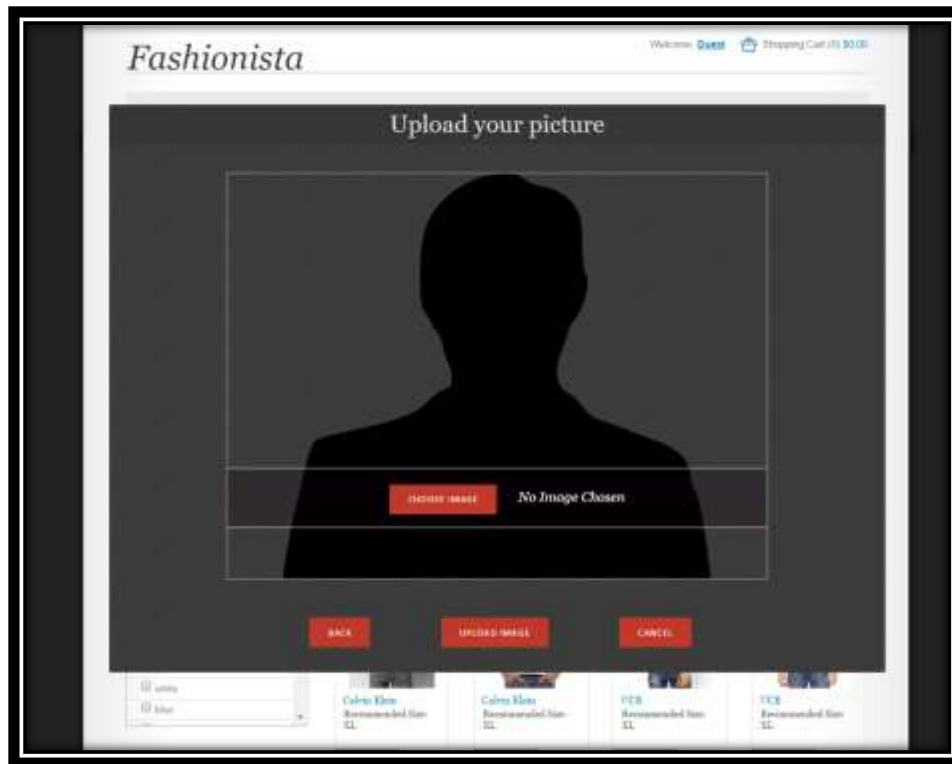 Fashionista
Welcome, Guest Shopping Cart (0) $0.00
Upload your picture
CHOOSE IMAGE No Image Chosen
BACK UPLOAD IMAGE CANCEL
white
blue
Calvin Klein Calvin Klein UCB UCB
Recommended Size: Recommended Size: Recommended Size: Recommended Size:
XL XL XL XL